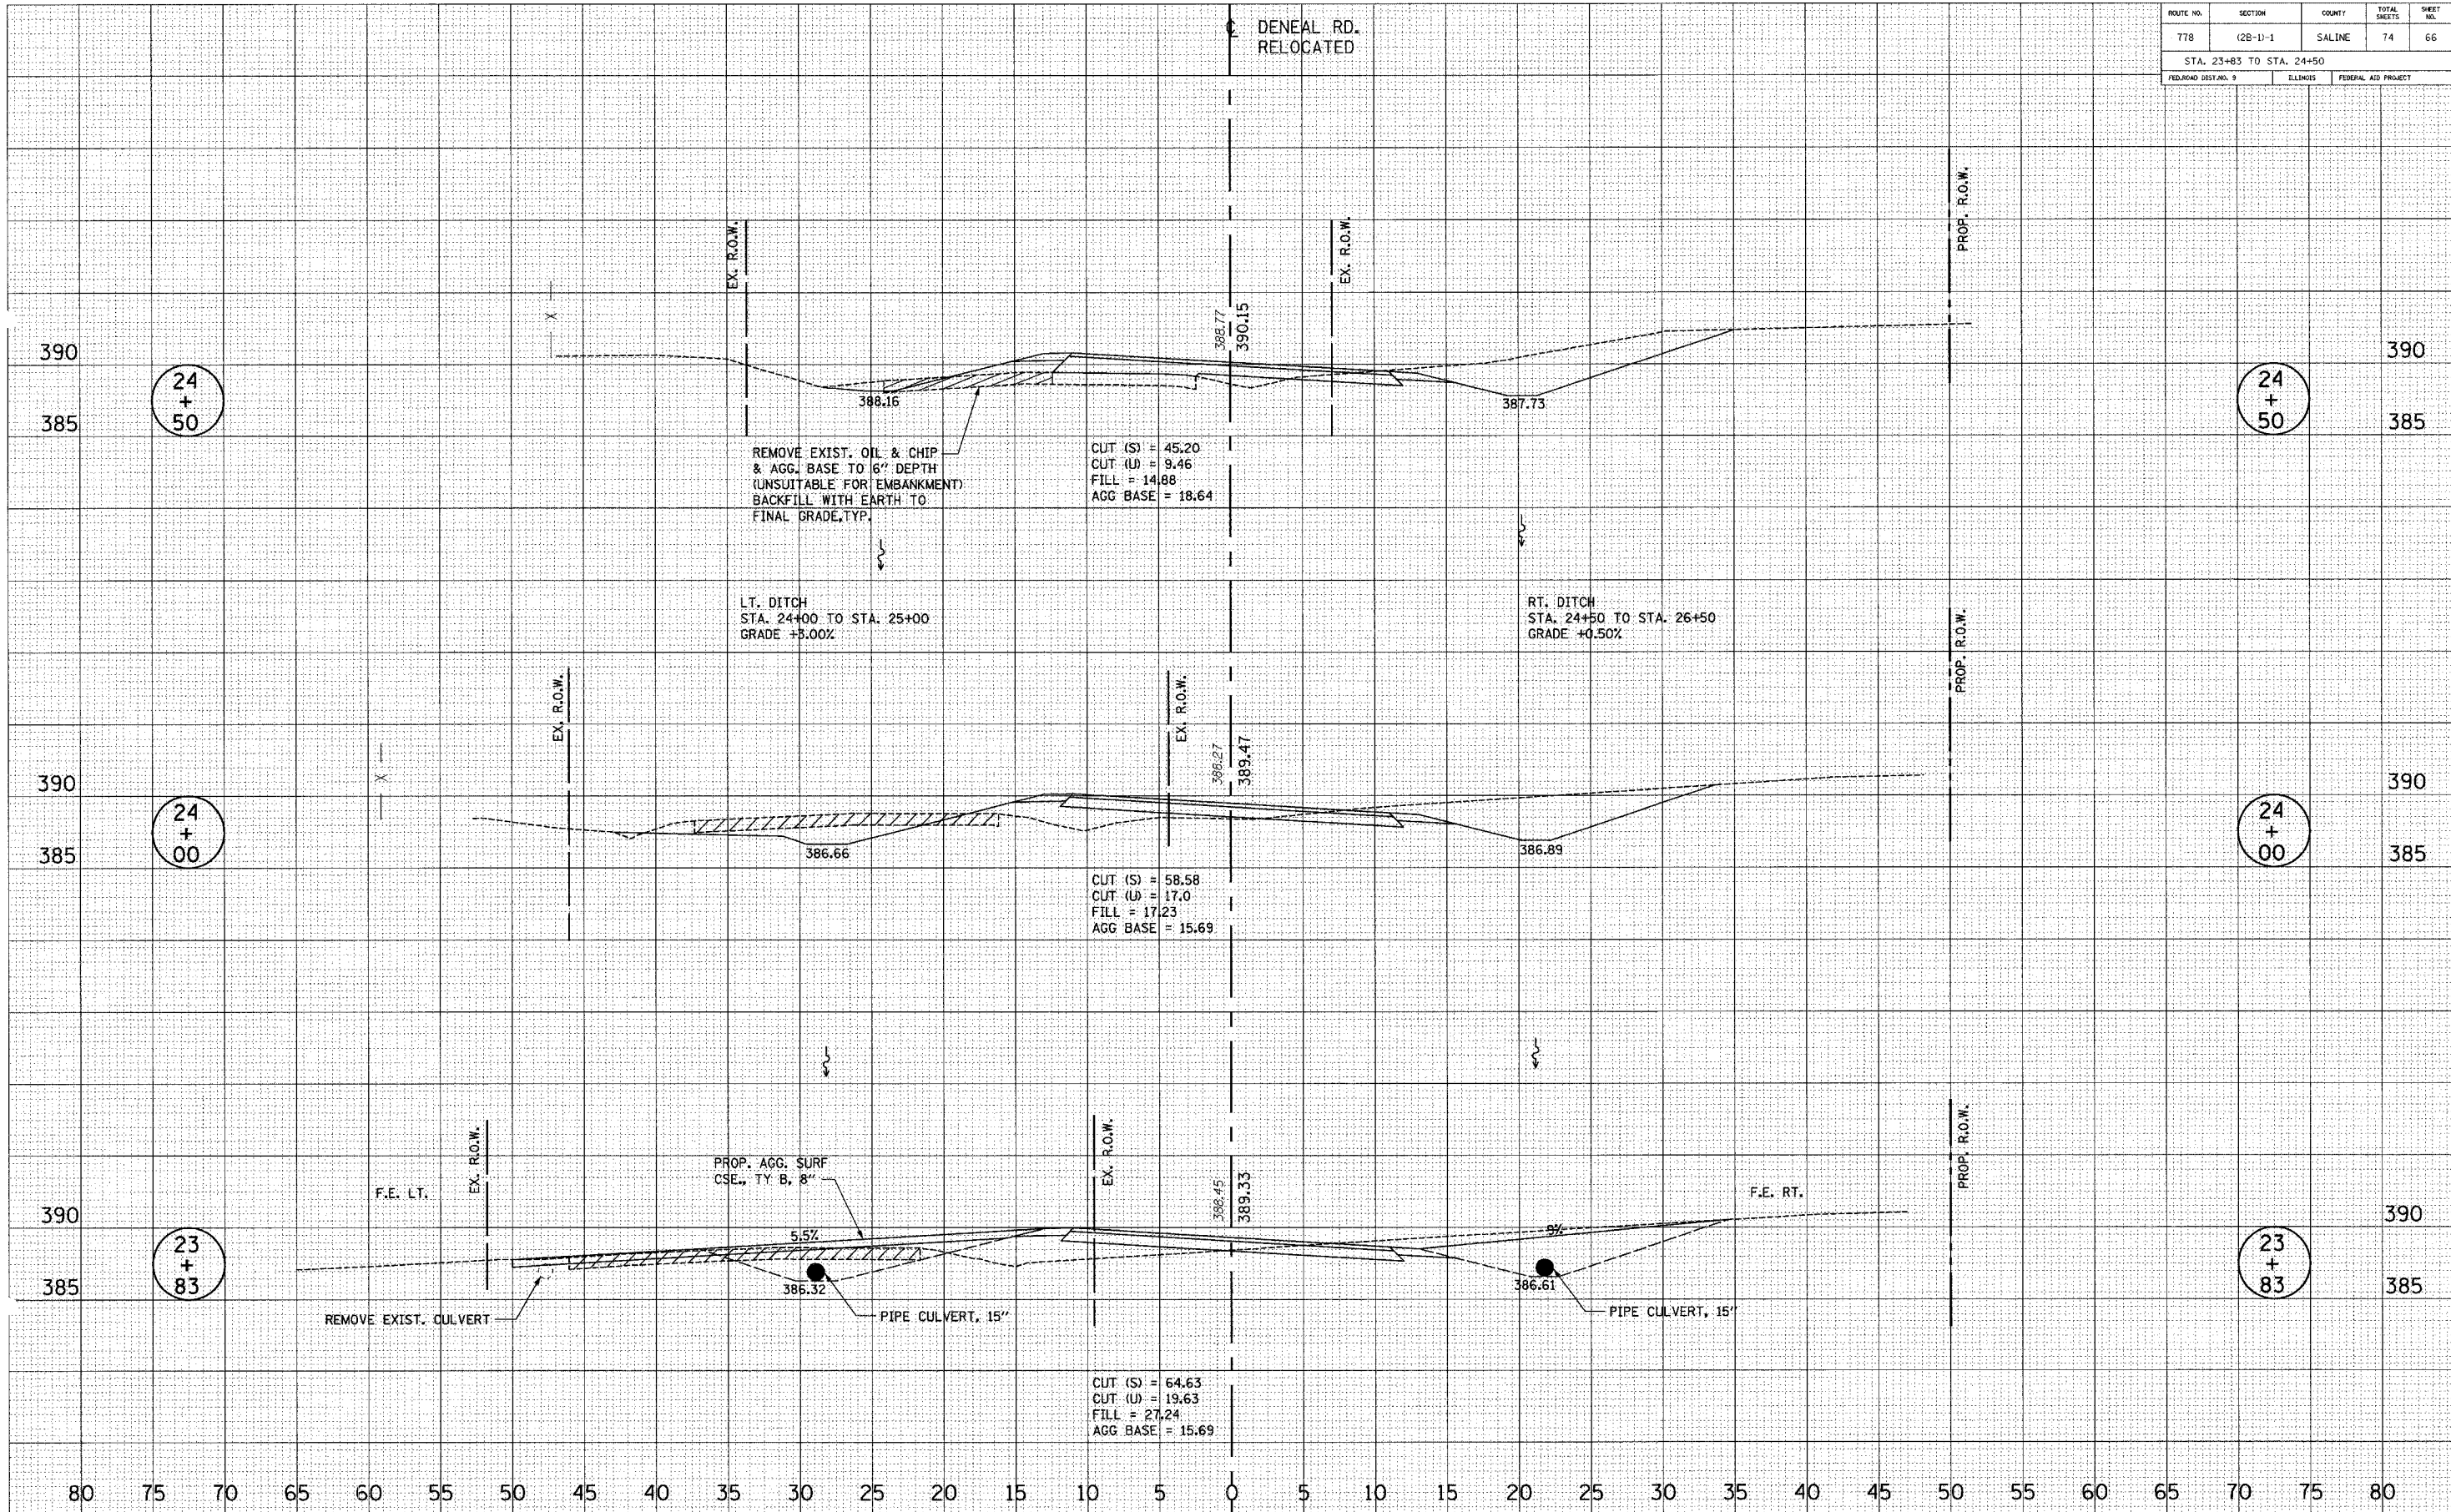 ₵ DENEAL RD.
RELOCATED
ROUTE NO. SECTION COUNTY TOTAL SHEETS SHEET NO.
778 (2B-1)-1 SALINE 74 66
STA. 23+83 TO STA. 24+50
FED.ROAD DIST.NO. 9 ILLINOIS FEDERAL AID PROJECT
EX. R.O.W.
EX. R.O.W.
PROP. R.O.W.
X
388.77
390.15
390
390
24
+
50
24
+
50
385
385
388.16
387.73
REMOVE EXIST. OIL & CHIP
& AGG. BASE TO 6" DEPTH
(UNSUITABLE FOR EMBANKMENT)
BACKFILL WITH EARTH TO
FINAL GRADE,TYP.
CUT (S) = 45.20
CUT (U) = 9.46
FILL = 14.88
AGG BASE = 18.64
LT. DITCH
STA. 24+00 TO STA. 25+00
GRADE +3.00%
RT. DITCH
STA. 24+50 TO STA. 26+50
GRADE +0.50%
EX. R.O.W.
EX. R.O.W.
PROP. R.O.W.
X
388.27
389.47
390
390
24
+
00
24
+
00
385
385
386.66
386.89
CUT (S) = 58.58
CUT (U) = 17.0
FILL = 17.23
AGG BASE = 15.69
EX. R.O.W.
EX. R.O.W.
PROP. R.O.W.
PROP. AGG. SURF
CSE., TY B, 8"
F.E. LT.
F.E. RT.
388.45
389.33
390
390
5.5%
9%
23
+
83
23
+
83
385
385
386.32
386.61
REMOVE EXIST. CULVERT
PIPE CULVERT, 15"
PIPE CULVERT, 15"
CUT (S) = 64.63
CUT (U) = 19.63
FILL = 27.24
AGG BASE = 15.69
80 75 70 65 60 55 50 45 40 35 30 25 20 15 10 5 0 5 10 15 20 25 30 35 40 45 50 55 60 65 70 75 80